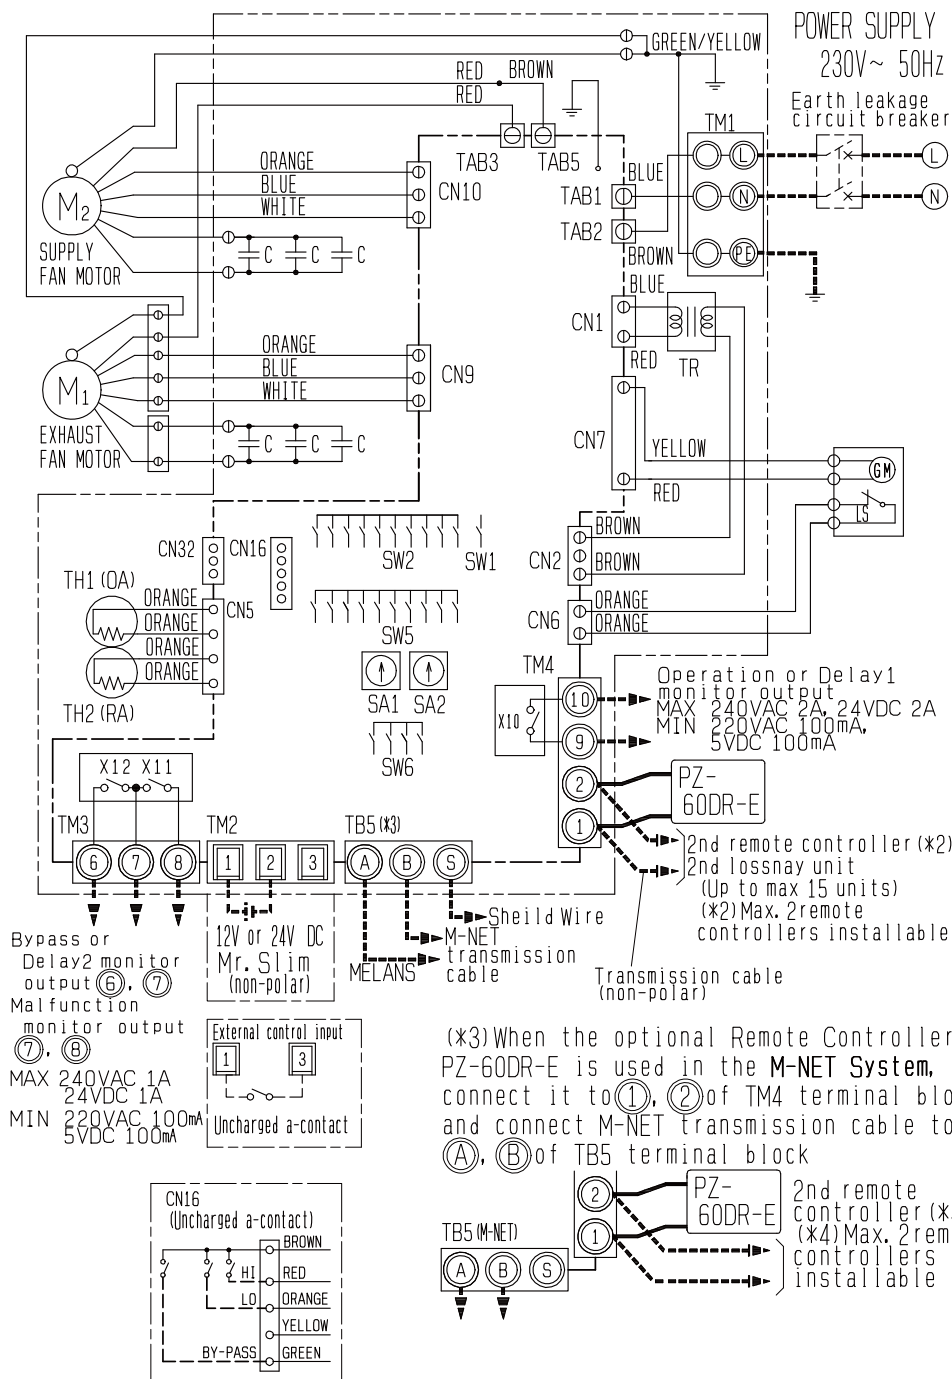 POWER SUPPLY
230V~ 50Hz
Earth leakage
circuit breaker
GREEN/YELLOW
RED BROWN
RED
TM1
L
N
PE
L
N
TAB3
TAB5
ORANGE
BLUE
WHITE
CN10
BLUE
TAB1
TAB2
BROWN
M2
SUPPLY
FAN MOTOR
C C C
BLUE
CN1
RED
TR
ORANGE
BLUE
WHITE
CN9
M1
EXHAUST
FAN MOTOR
C C C
CN7
YELLOW
RED
GM
LS
CN32
CN16
SW2
SW1
CN2
BROWN
BROWN
TH1 (OA)
ORANGE
ORANGE
ORANGE
ORANGE
CN5
TH2 (RA)
SW5
CN6
ORANGE
ORANGE
SA1 SA2
SW6
TM4
X10
10
9
2
1
Operation or Delay1
monitor output
MAX 240VAC 2A, 24VDC 2A
MIN 220VAC 100mA,
5VDC 100mA
PZ-
60DR-E
2nd remote controller (*2)
2nd lossnay unit
(Up to max 15 units)
(*2) Max. 2remote
controllers installable
Transmission cable
(non-polar)
X12 X11
TM3
6 7 8
TM2
1 2 3
TB5 (*3)
A B S
12V or 24V DC
Mr. Slim
(non-polar)
Sheild Wire
M-NET
transmission
cable
MELANS
Bypass or
Delay2 monitor
output 6, 7
Malfunction
monitor output
7, 8
MAX 240VAC 1A
24VDC 1A
MIN 220VAC 100mA
5VDC 100mA
External control input
1 3
Uncharged a-contact
(*3) When the optional Remote Controller
PZ-60DR-E is used in the M-NET System,
connect it to 1, 2 of TM4 terminal blo
and connect M-NET transmission cable to
A, B of TB5 terminal block
CN16
(Uncharged a-contact)
BROWN
HI RED
LO ORANGE
YELLOW
BY-PASS GREEN
TB5 (M-NET)
A B S
2
1
PZ-
60DR-E
2nd remote
controller (*
(*4) Max. 2rem
controllers
installable